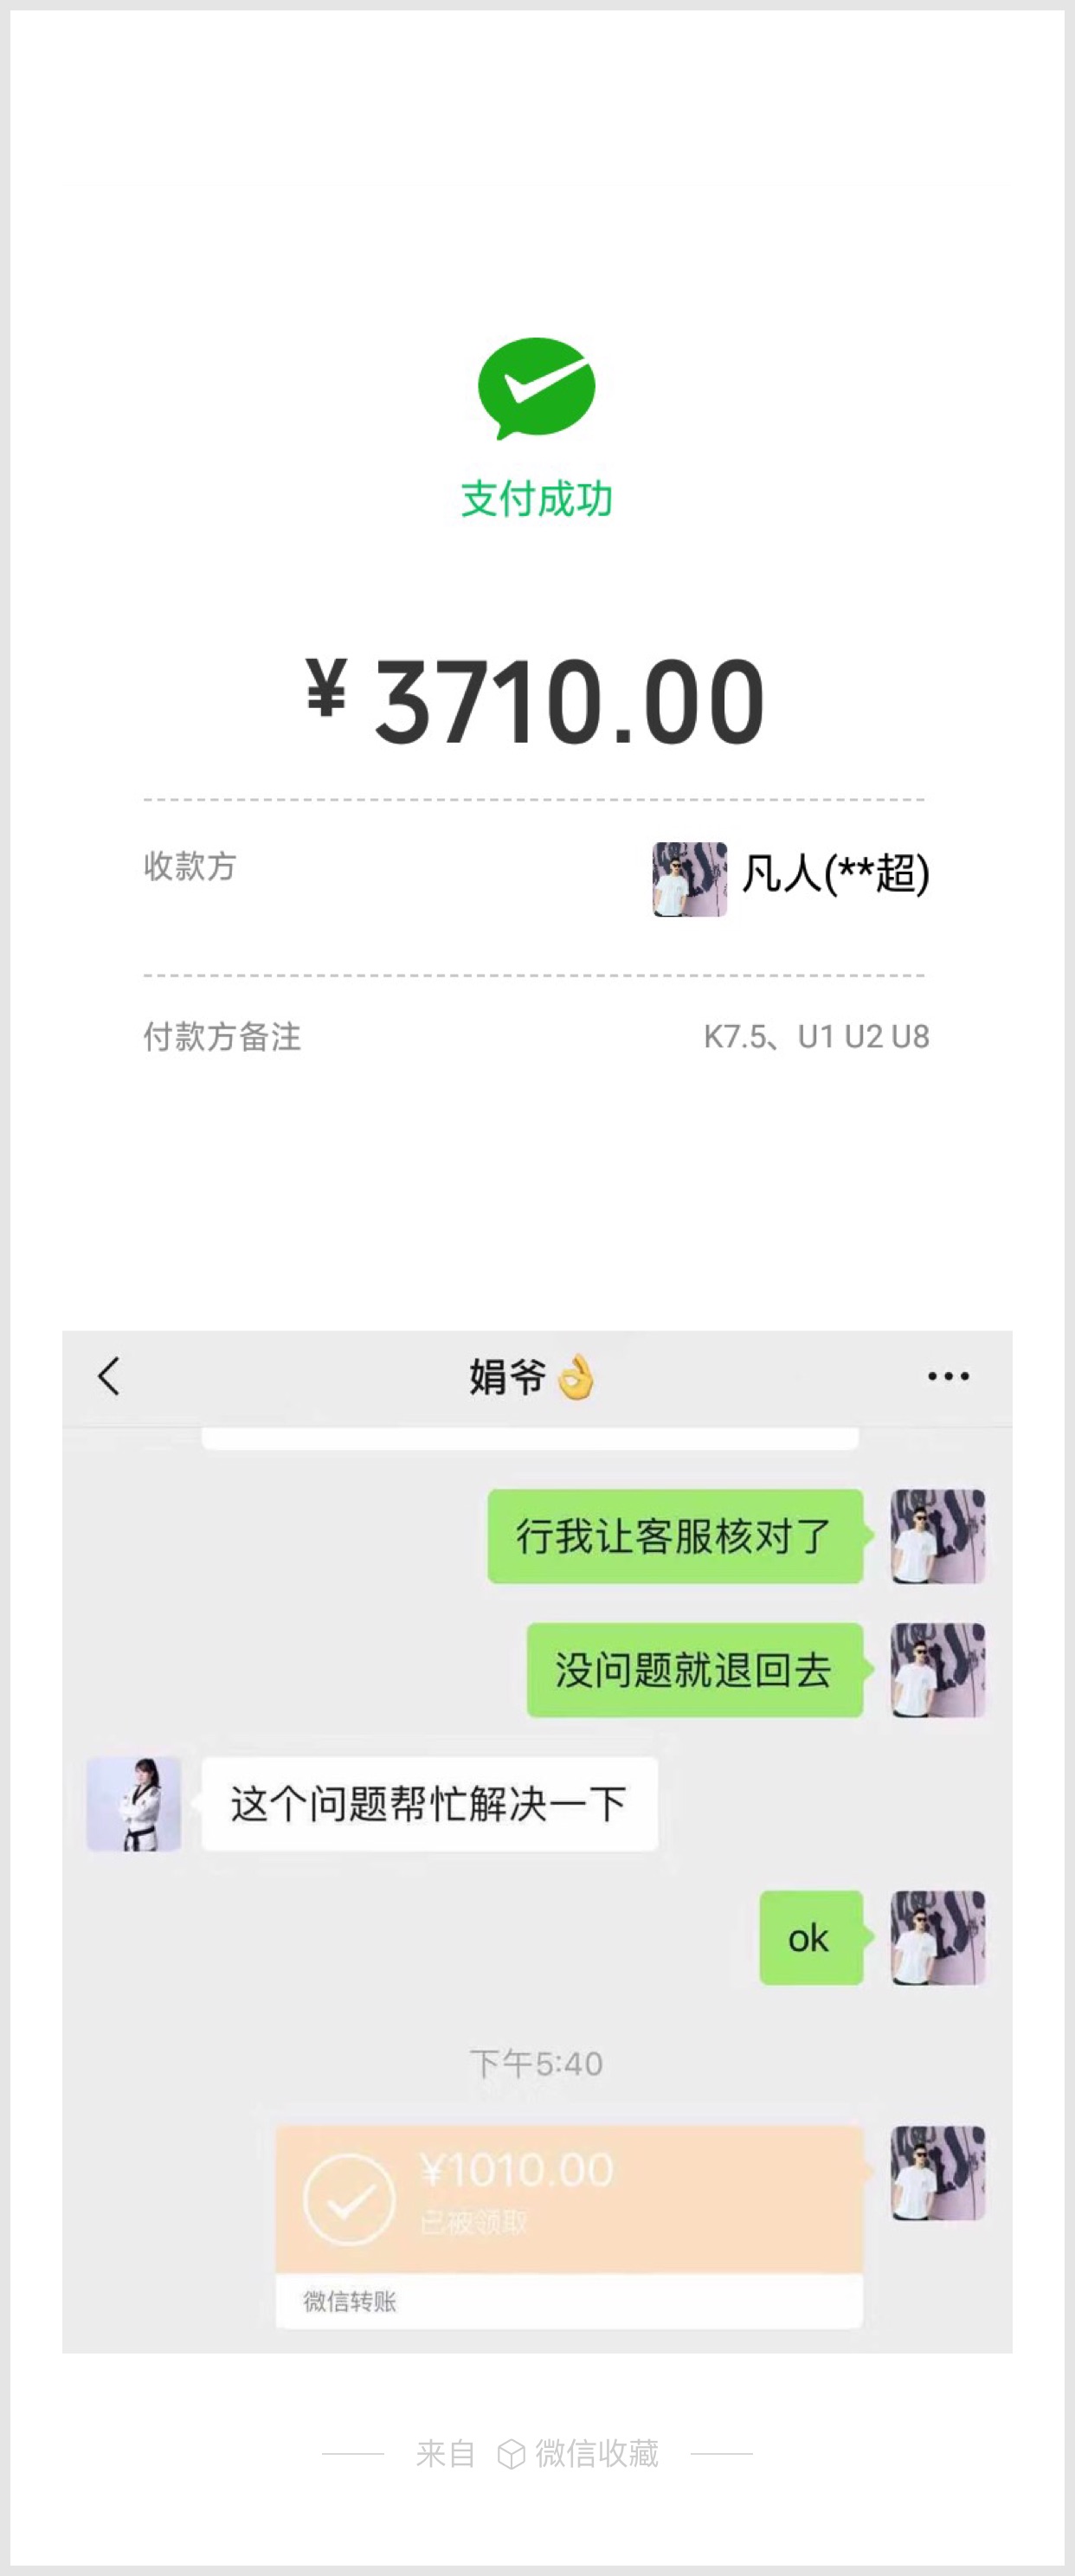 支付成功
¥3710.00
收款方
凡人(**超)
付款方备注
K7.5、U1 U2 U8
娟爷👌
行我让客服核对了
没问题就退回去
这个问题帮忙解决一下
ok
下午5:40
¥1010.00
已被领取
微信转账
来自 微信收藏